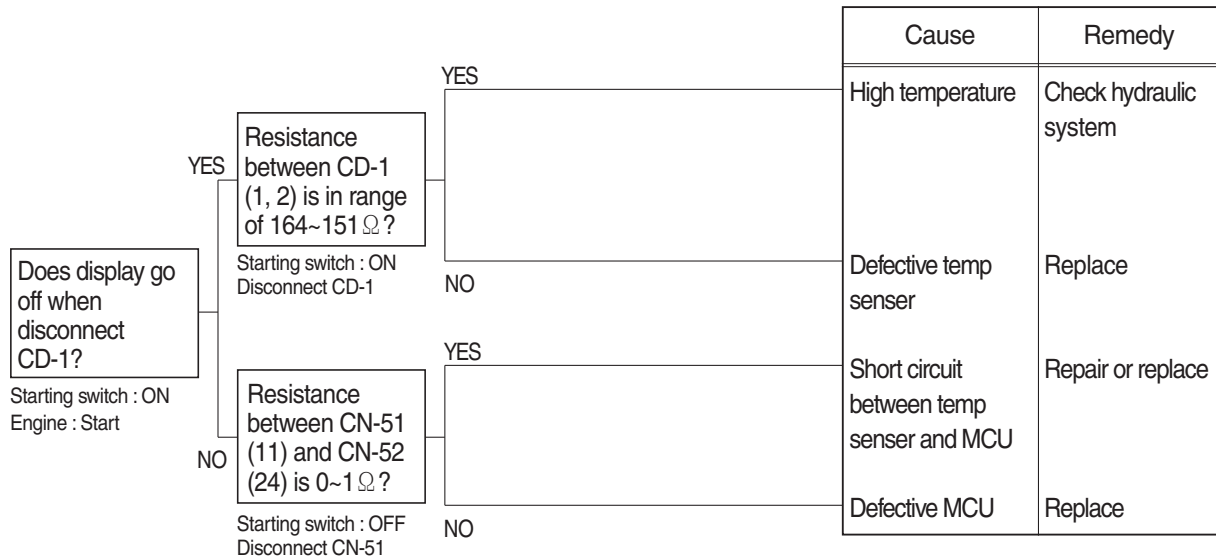 Cause
Remedy
YES
High temperature
Check hydraulic
system
Resistance
between CD-1
(1, 2) is in range
of 164~151Ω?
YES
Starting switch : ON
Disconnect CD-1
NO
Defective temp
senser
Replace
Does display go
off when
disconnect
CD-1?
Starting switch : ON
Engine : Start
YES
Short circuit
between temp
senser and MCU
Repair or replace
Resistance
between CN-51
(11) and CN-52
(24) is 0~1Ω?
NO
Starting switch : OFF
Disconnect CN-51
NO
Defective MCU
Replace